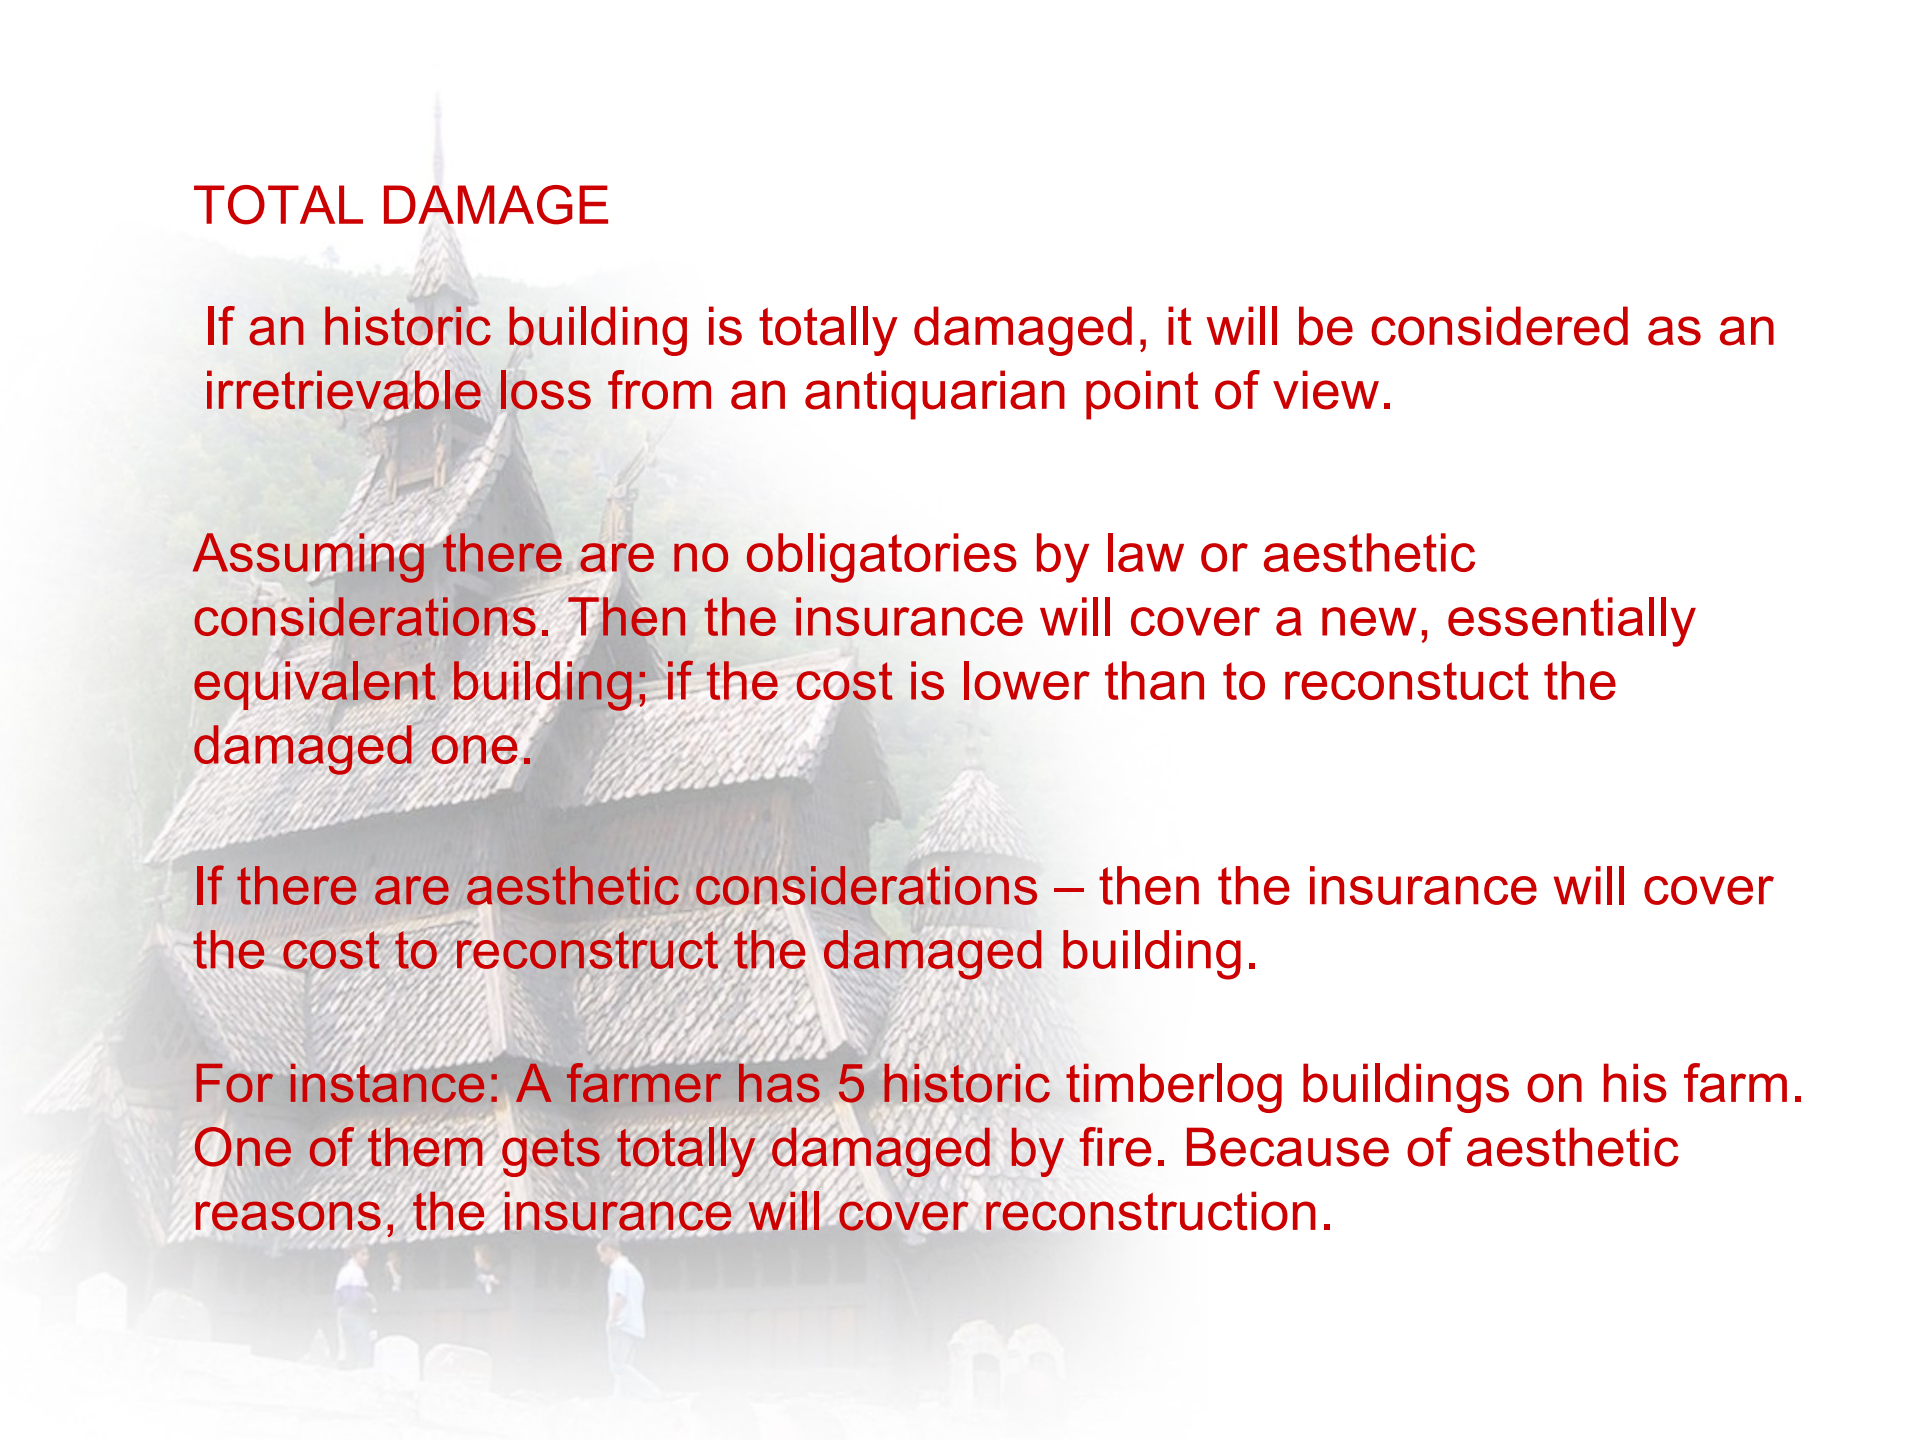 TOTAL DAMAGE
If an historic building is totally damaged, it will be considered as an
irretrievable loss from an antiquarian point of view.
Assuming there are no obligatories by law or aesthetic
considerations. Then the insurance will cover a new, essentially
equivalent building; if the cost is lower than to reconstuct the
damaged one.
If there are aesthetic considerations – then the insurance will cover
the cost to reconstruct the damaged building.
For instance: A farmer has 5 historic timberlog buildings on his farm.
One of them gets totally damaged by fire. Because of aesthetic
reasons, the insurance will cover reconstruction.